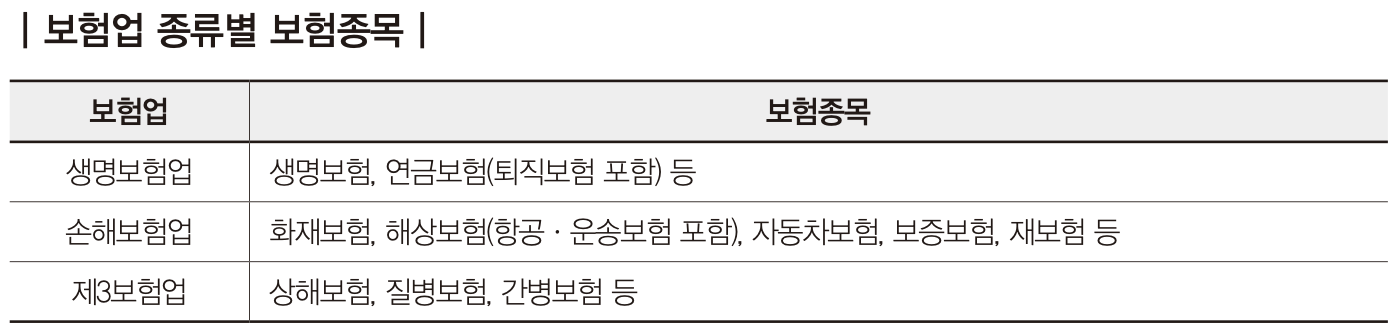 | 보험업 종류별 보험종목 |
보험업 보험종목
생명보험업 생명보험, 연금보험(퇴직보험 포함) 등
손해보험업 화재보험, 해상보험(항공 · 운송보험 포함), 자동차보험, 보증보험, 재보험 등
제3보험업 상해보험, 질병보험, 간병보험 등